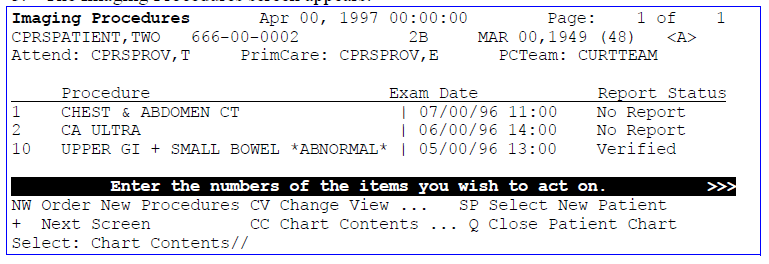 Imaging Procedures Apr 00, 1997 00:00:00 Page: 1 of 1
CPRSPATIENT,TWO 666-00-0002 2B MAR 00,1949 (48) <A>
Attend: CPRSPROV,T PrimCare: CPRSPROV,E PCTeam: CURTTEAM
Procedure Exam Date Report Status
1 CHEST & ABDOMEN CT | 07/00/96 11:00 No Report
2 CA ULTRA | 06/00/96 14:00 No Report
10 UPPER GI + SMALL BOWEL *ABNORMAL* | 05/00/96 13:00 Verified
Enter the numbers of the items you wish to act on. >>>
NW Order New Procedures CV Change View ... SP Select New Patient
+ Next Screen CC Chart Contents ... Q Close Patient Chart
Select: Chart Contents//